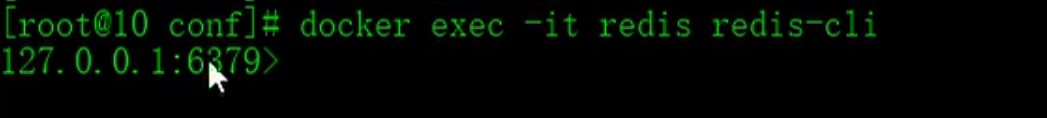 [root@10 conf]# docker exec -it redis redis-cli
127.0.0.1:6379>